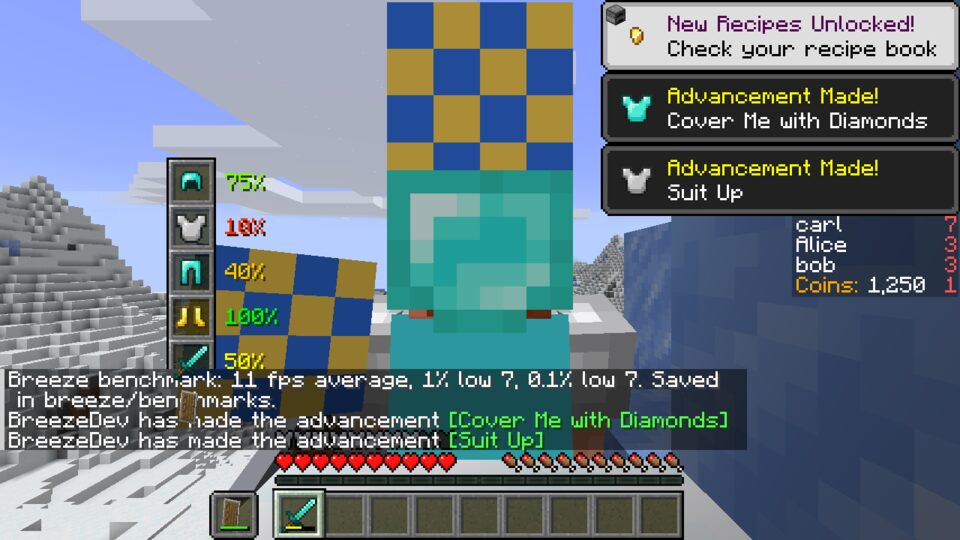 New Recipes Unlocked!
Check your recipe book
Advancement Made!
Cover Me with Diamonds
Advancement Made!
Suit Up
carl 7
Alice 3
bob 3
Coins: 1,250 1
75%
10%
40%
100%
50%
Breeze benchmark: 11 fps average, 1% low 7, 0.1% low 7. Saved
in breeze/benchmarks.
BreezeDev has made the advancement [Cover Me with Diamonds]
BreezeDev has made the advancement [Suit Up]